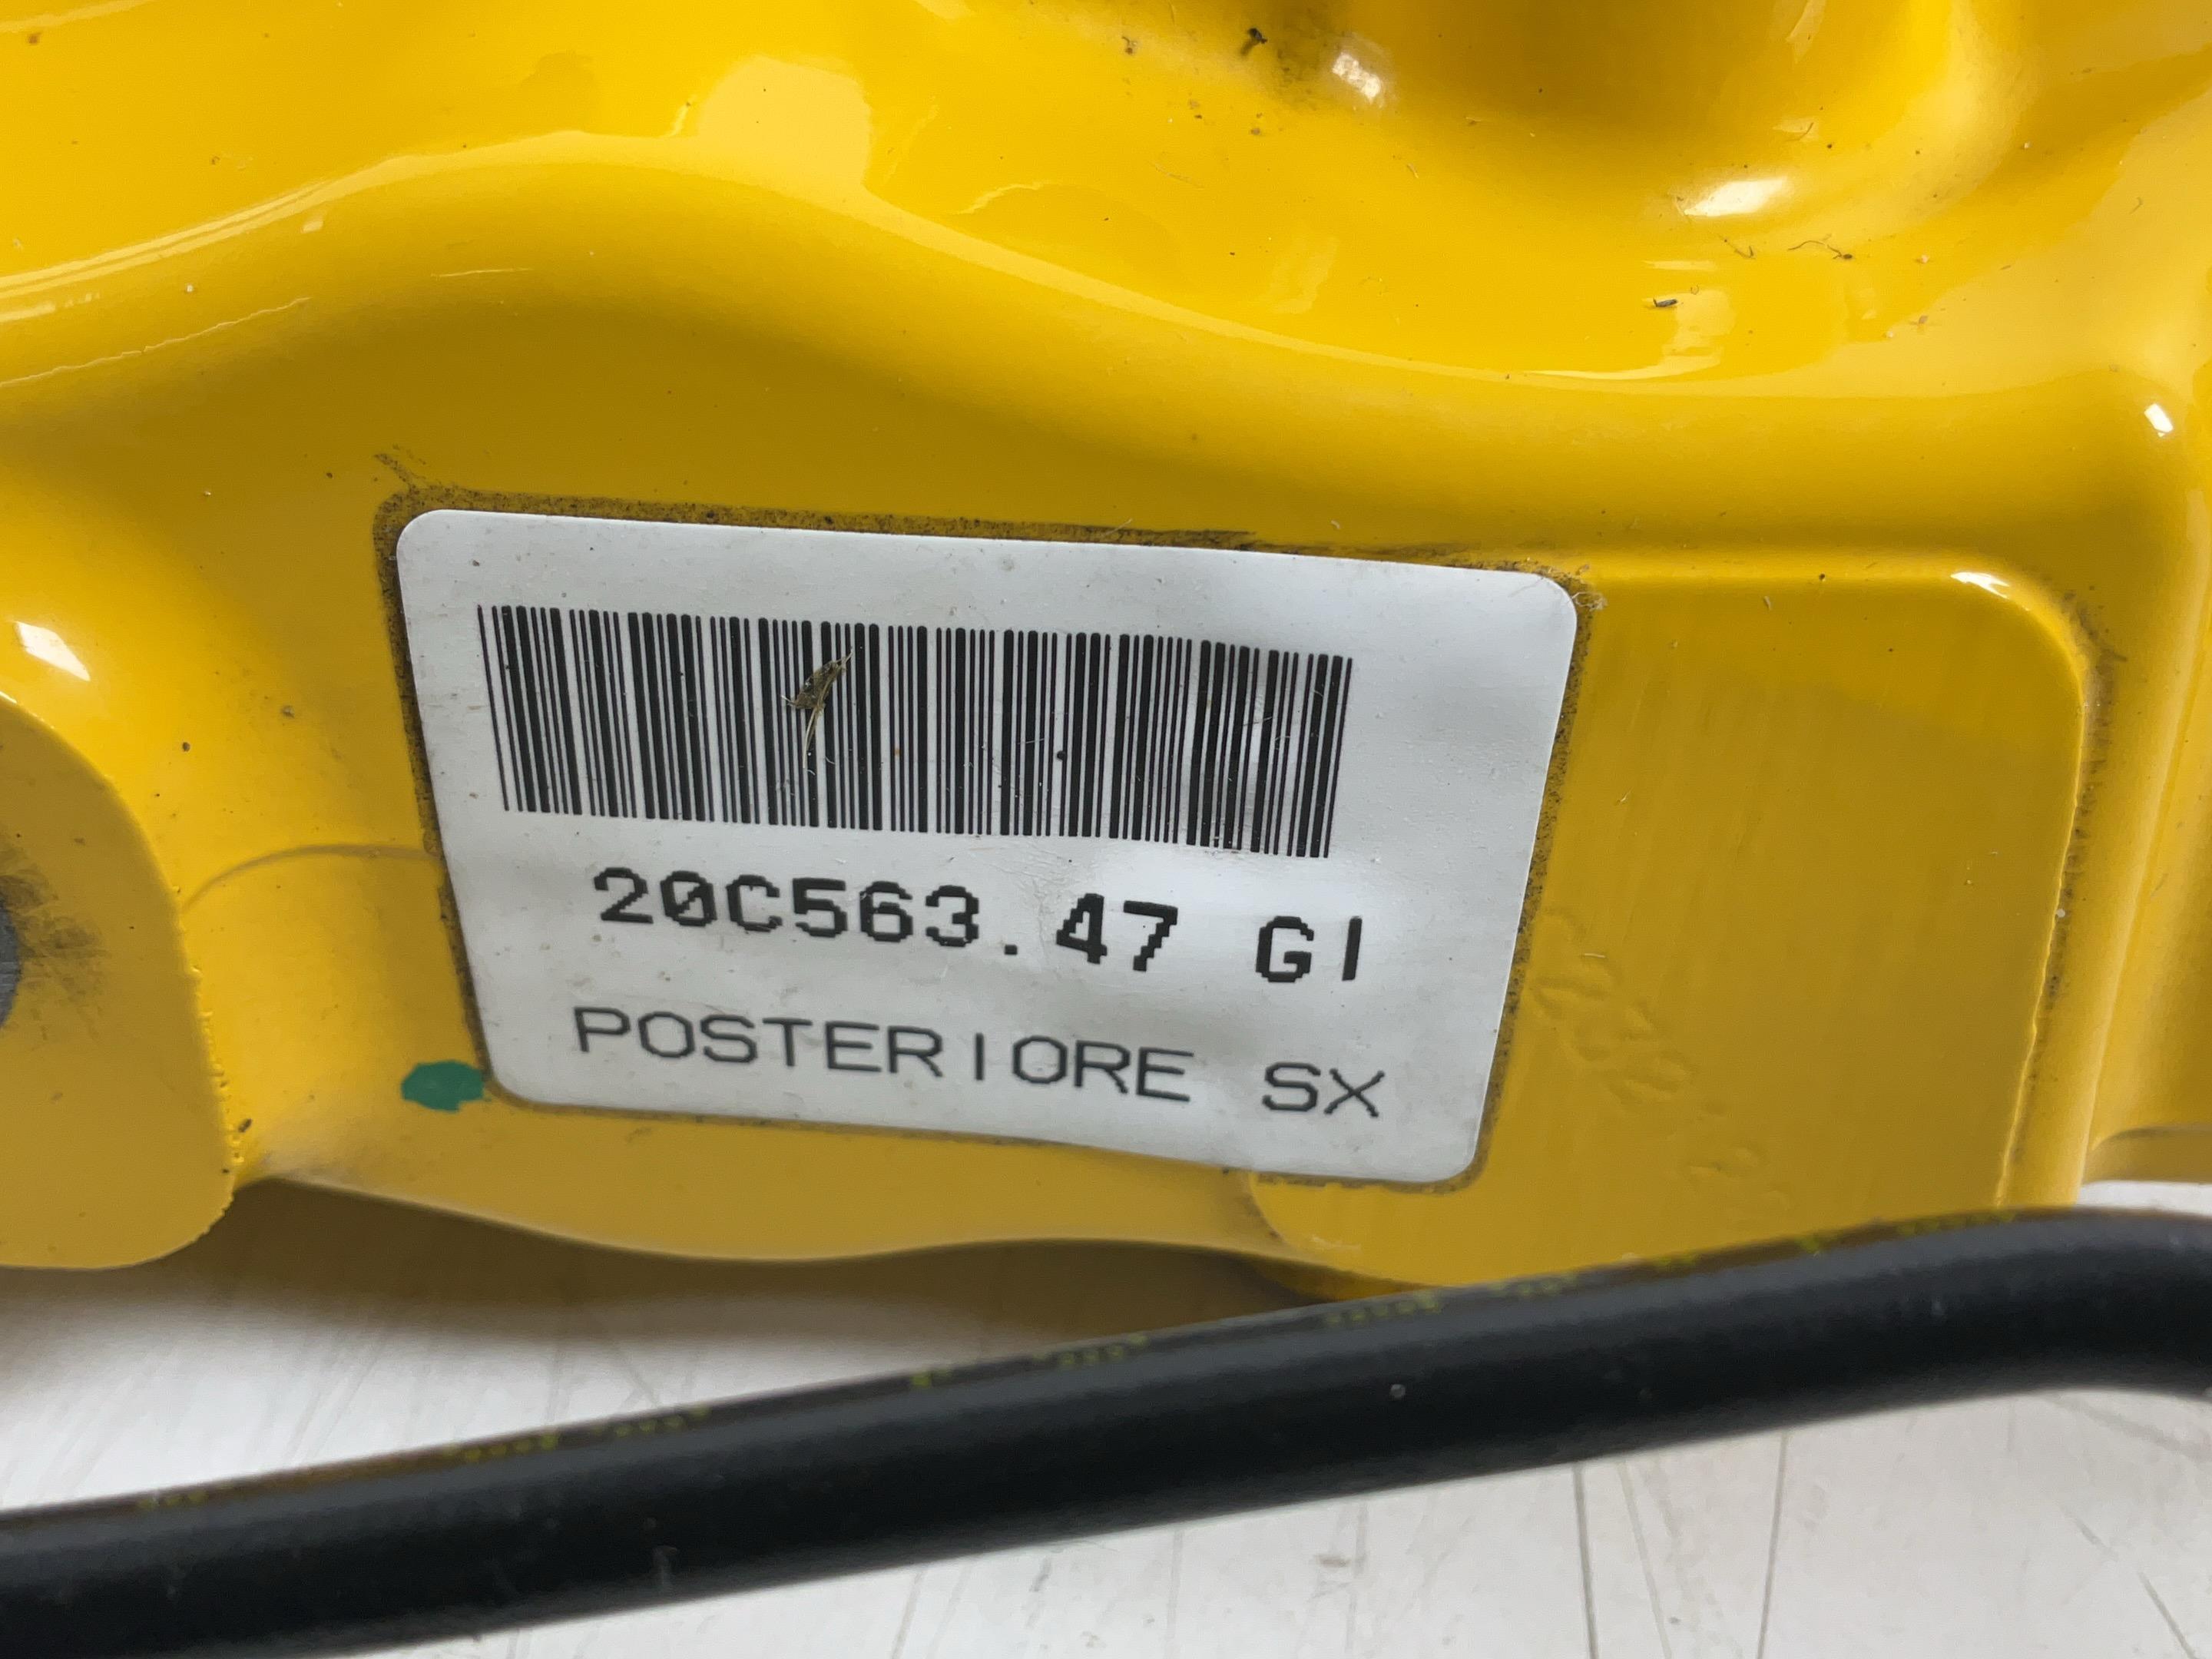 20C563.47 GI
POSTERIORE SX